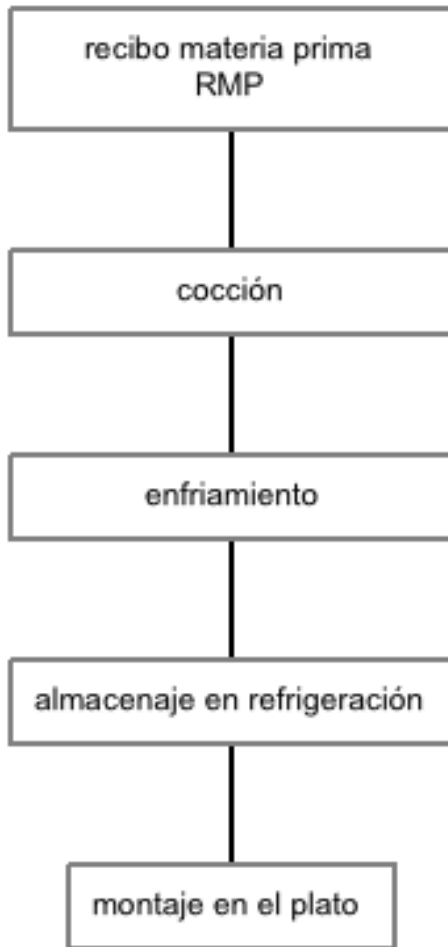 recibo materia prima
RMP
cocción
enfriamiento
almacenaje en refrigeración
montaje en el plato